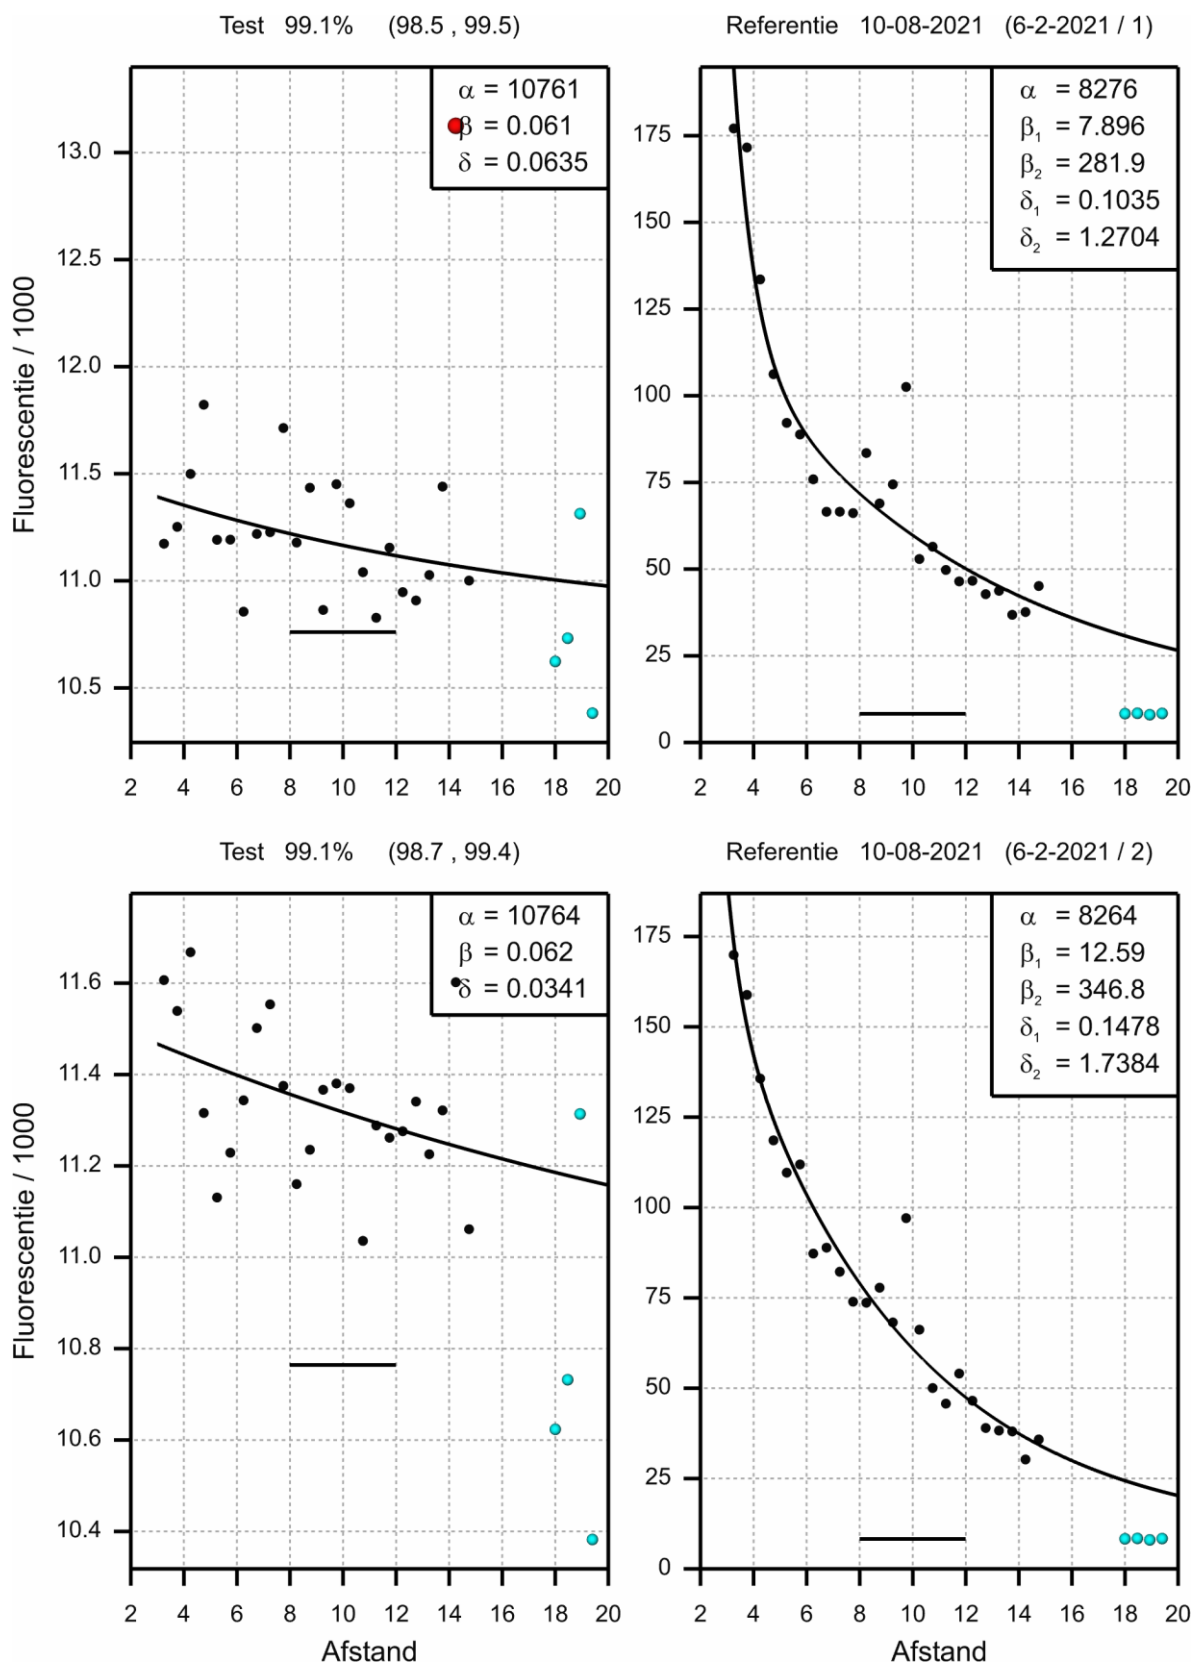 Test 99.1% (98.5 , 99.5)
α = 10761
β = 0.061
δ = 0.0635
13.0
12.5
12.0
11.5
11.0
10.5
Fluorescentie / 1000
2 4 6 8 10 12 14 16 18 20
Referentie 10-08-2021 (6-2-2021 / 1)
α = 8276
β₁ = 7.896
β₂ = 281.9
δ₁ = 0.1035
δ₂ = 1.2704
175
150
125
100
75
50
25
0
2 4 6 8 10 12 14 16 18 20
Test 99.1% (98.7 , 99.4)
α = 10764
β = 0.062
δ = 0.0341
11.6
11.4
11.2
11.0
10.8
10.6
10.4
Fluorescentie / 1000
2 4 6 8 10 12 14 16 18 20
Afstand
Referentie 10-08-2021 (6-2-2021 / 2)
α = 8264
β₁ = 12.59
β₂ = 346.8
δ₁ = 0.1478
δ₂ = 1.7384
175
150
125
100
75
50
25
0
2 4 6 8 10 12 14 16 18 20
Afstand